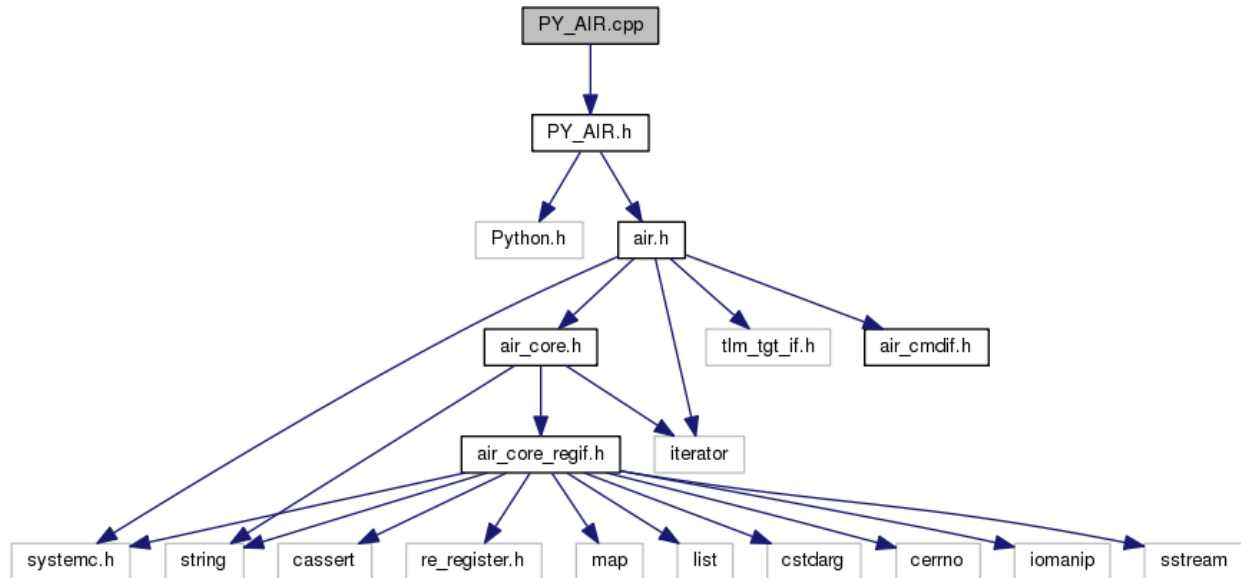 PY_AIR.cpp
PY_AIR.h
Python.h
air.h
air_core.h
tlm_tgt_if.h
air_cmdif.h
air_core_regif.h
iterator
systemc.h
string
cassert
re_register.h
map
list
cstdarg
cerrno
iomanip
sstream